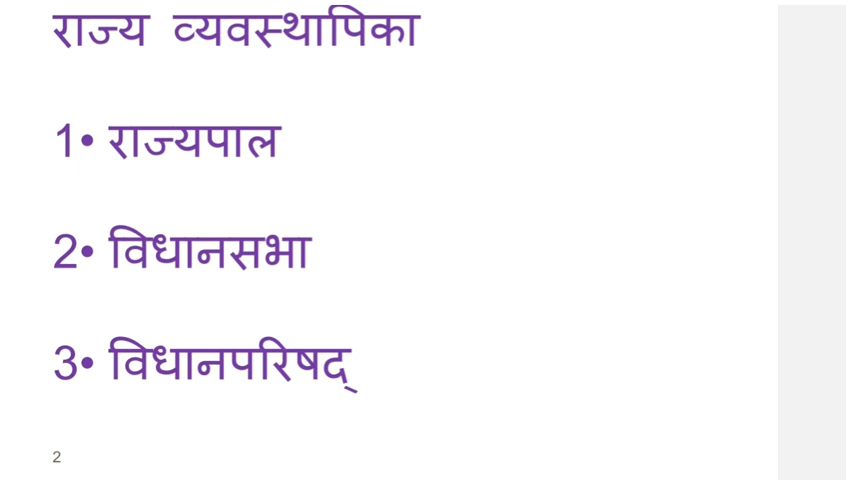 राज्य व्यवस्थापिका
1• राज्यपाल
2• विधानसभा
3• विधानपरिषद्
2